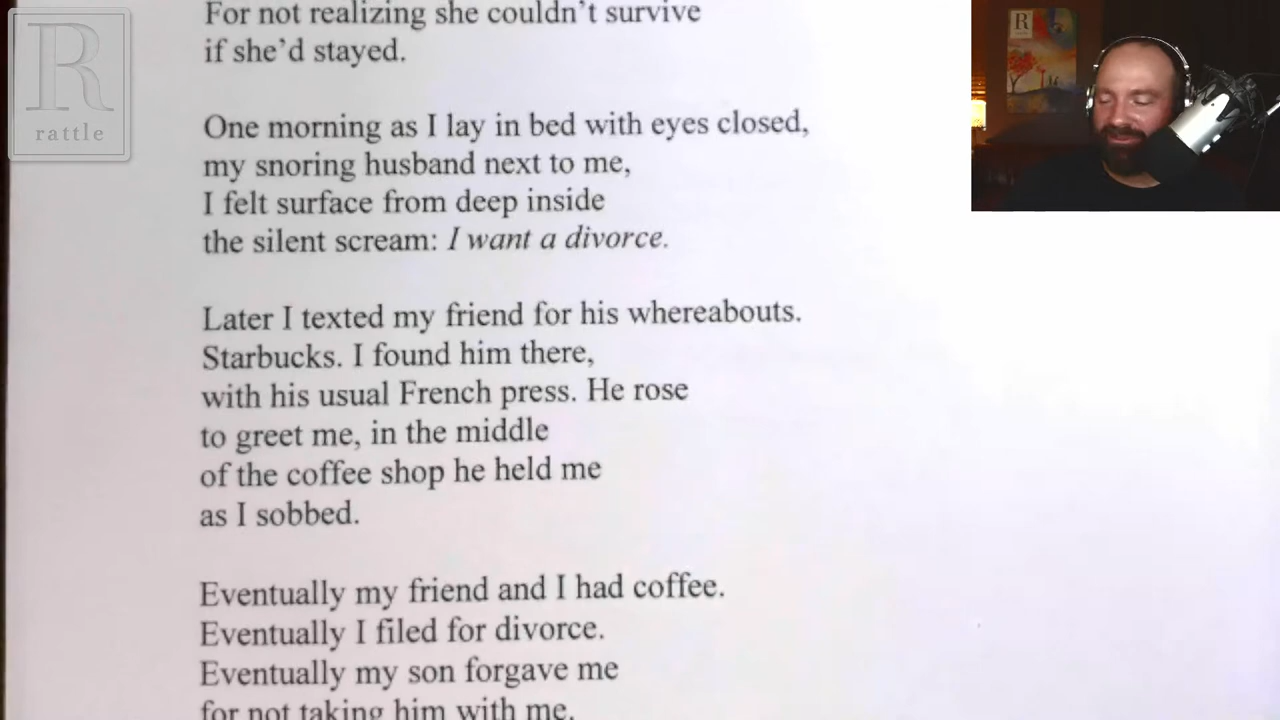 R
rattle
R
For not realizing she couldn't survive
if she'd stayed.
One morning as I lay in bed with eyes closed,
my snoring husband next to me,
I felt surface from deep inside
the silent scream: I want a divorce.
Later I texted my friend for his whereabouts.
Starbucks. I found him there,
with his usual French press. He rose
to greet me, in the middle
of the coffee shop he held me
as I sobbed.
Eventually my friend and I had coffee.
Eventually I filed for divorce.
Eventually my son forgave me
for not taking him with me.